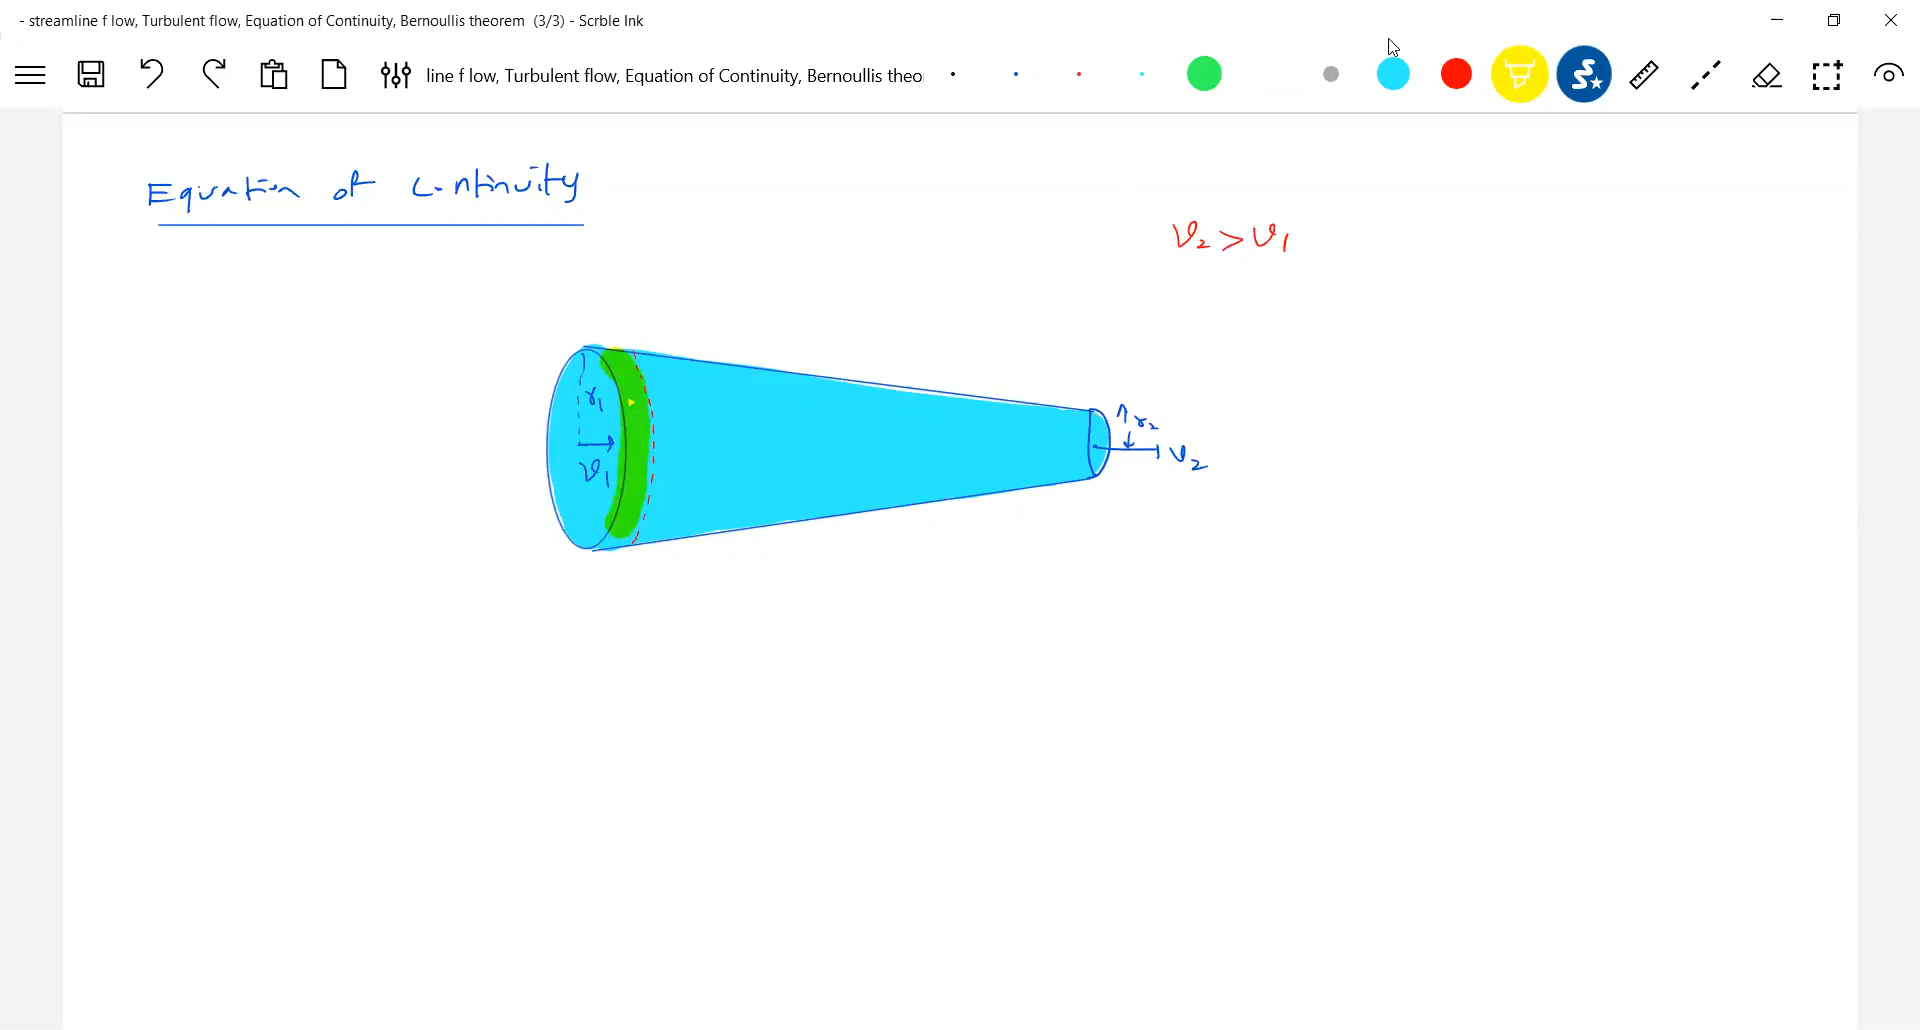 - streamline f low, Turbulent flow, Equation of Continuity, Bernoullis theorem (3/3) - Scrble Ink
line f low, Turbulent flow, Equation of Continuity, Bernoullis theo
Equation of Continuity
v₂ > v₁
r₁
r₂
v₁
v₂